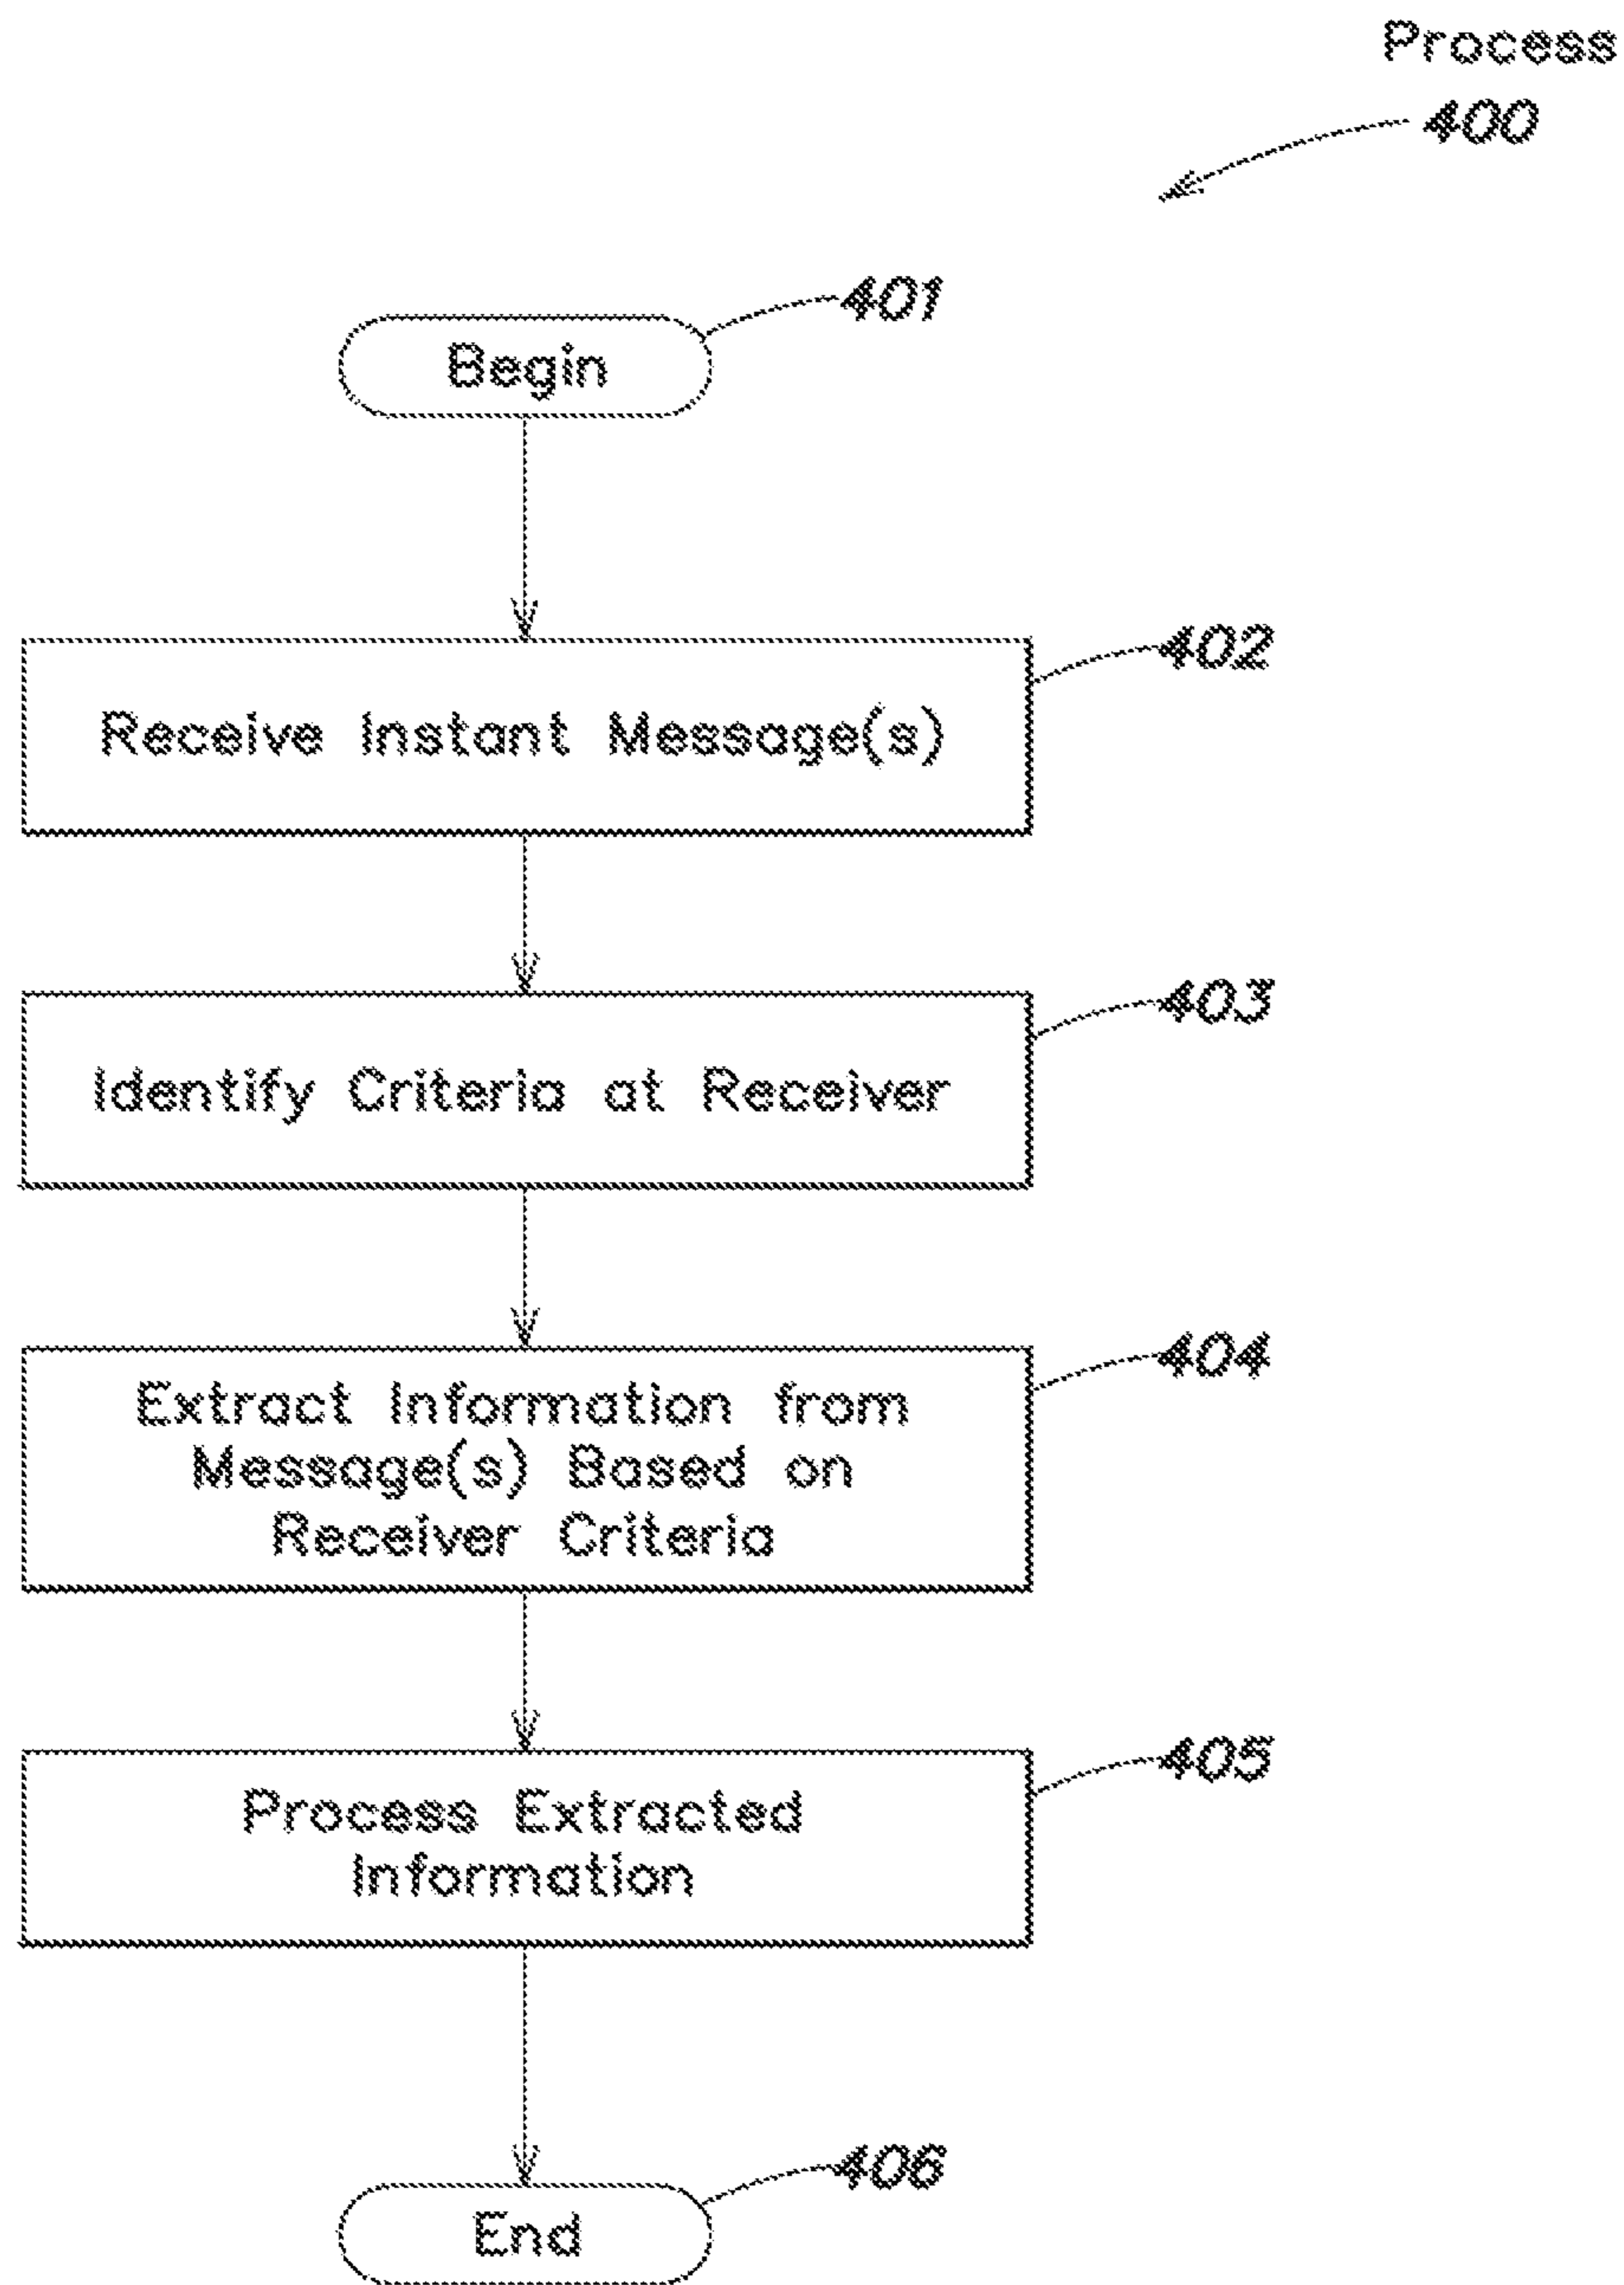 Process
400
401
Begin
402
Receive Instant Message(s)
403
Identify Criteria at Receiver
404
Extract Information from
Message(s) Based on
Receiver Criteria
405
Process Extracted
Information
406
End